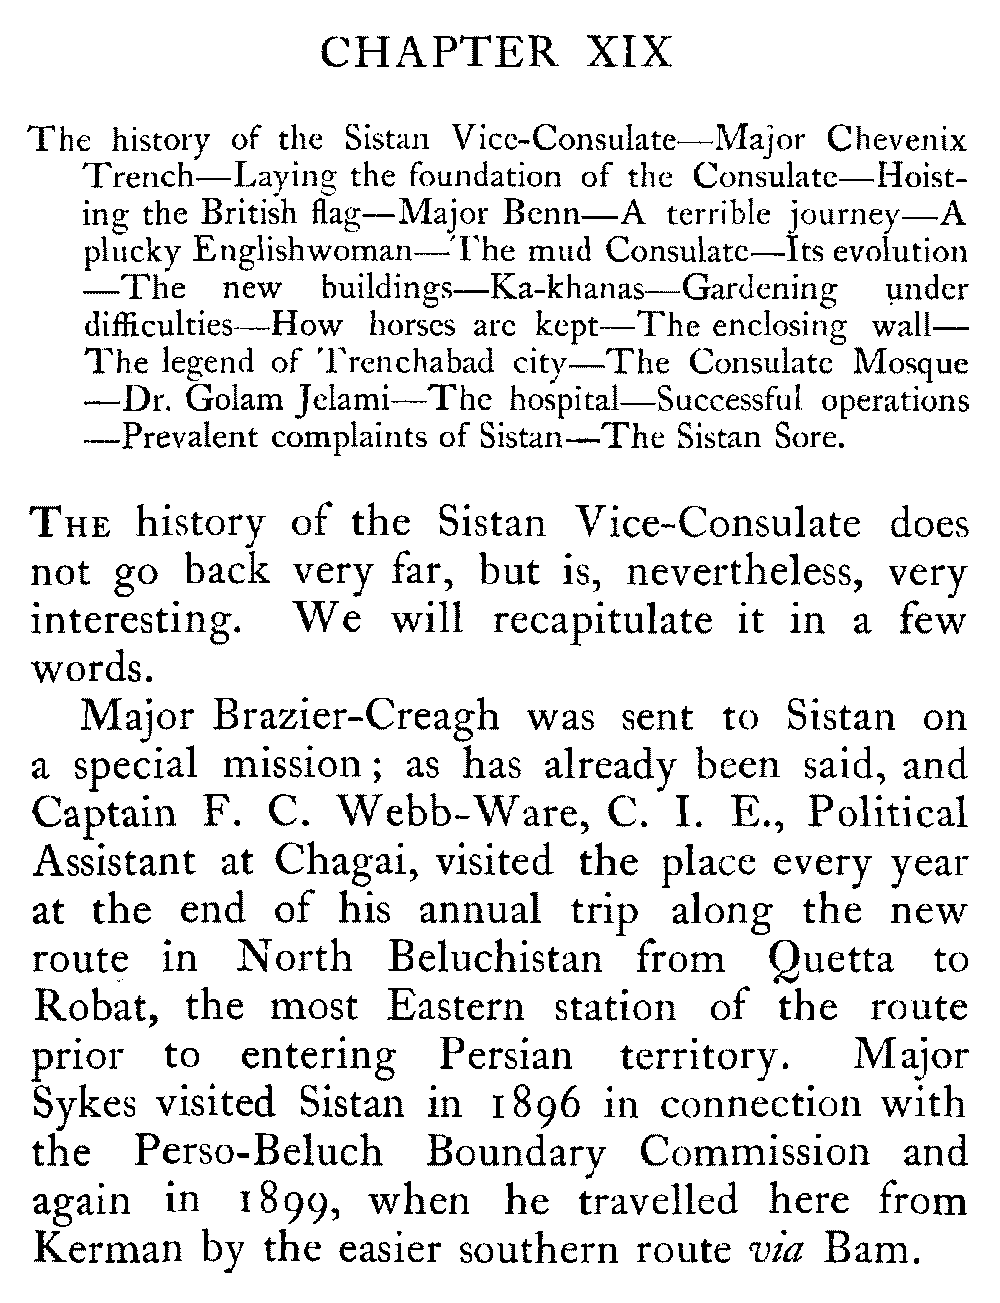 CHAPTER XIX
The history of the Sistan Vice-Consulate—Major Chevenix
Trench—Laying the foundation of the Consulate—Hoist-
ing the British flag—Major Benn—A terrible journey—A
plucky Englishwoman—The mud Consulate—Its evolution
—The new buildings—Ka-khanas—Gardening under
difficulties—How horses are kept—The enclosing wall—
The legend of Trenchabad city—The Consulate Mosque
—Dr. Golam Jelami—The hospital—Successful operations
—Prevalent complaints of Sistan—The Sistan Sore.
THE history of the Sistan Vice-Consulate does
not go back very far, but is, nevertheless, very
interesting. We will recapitulate it in a few
words.
Major Brazier-Creagh was sent to Sistan on
a special mission; as has already been said, and
Captain F. C. Webb-Ware, C. I. E., Political
Assistant at Chagai, visited the place every year
at the end of his annual trip along the new
route in North Beluchistan from Quetta to
Robat, the most Eastern station of the route
prior to entering Persian territory. Major
Sykes visited Sistan in 1896 in connection with
the Perso-Beluch Boundary Commission and
again in 1899, when he travelled here from
Kerman by the easier southern route via Bam.